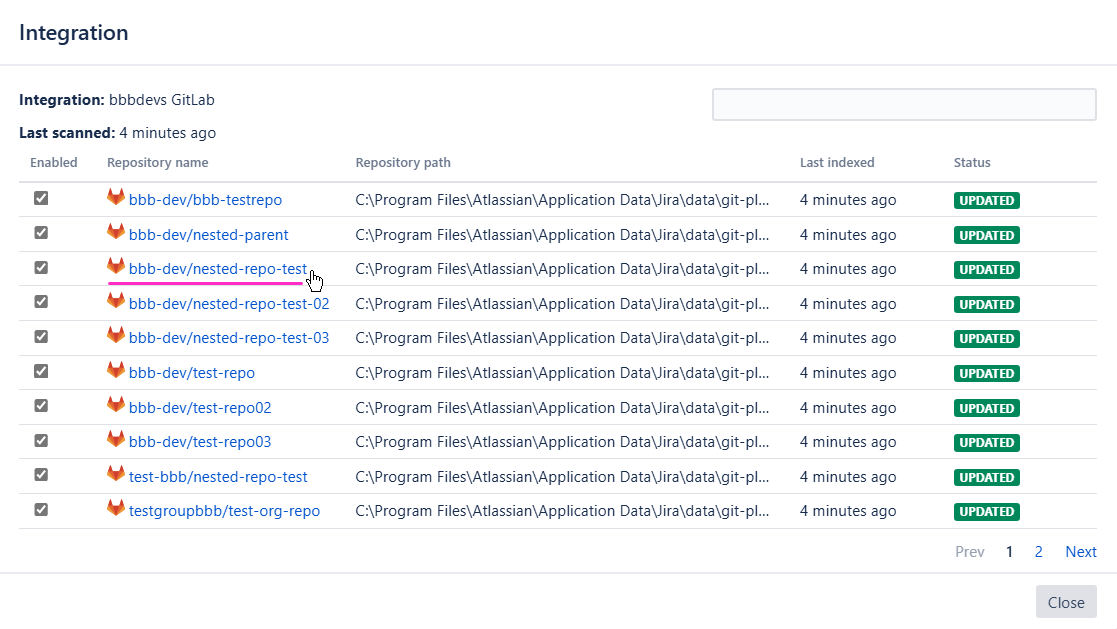 Integration
Integration: bbbdevs GitLab
Last scanned: 4 minutes ago
Enabled Repository name Repository path Last indexed Status
bbb-dev/bbb-testrepo C:\Program Files\Atlassian\Application Data\Jira\data\git-pl... 4 minutes ago UPDATED
bbb-dev/nested-parent C:\Program Files\Atlassian\Application Data\Jira\data\git-pl... 4 minutes ago UPDATED
bbb-dev/nested-repo-test C:\Program Files\Atlassian\Application Data\Jira\data\git-pl... 4 minutes ago UPDATED
bbb-dev/nested-repo-test-02 C:\Program Files\Atlassian\Application Data\Jira\data\git-pl... 4 minutes ago UPDATED
bbb-dev/nested-repo-test-03 C:\Program Files\Atlassian\Application Data\Jira\data\git-pl... 4 minutes ago UPDATED
bbb-dev/test-repo C:\Program Files\Atlassian\Application Data\Jira\data\git-pl... 4 minutes ago UPDATED
bbb-dev/test-repo02 C:\Program Files\Atlassian\Application Data\Jira\data\git-pl... 4 minutes ago UPDATED
bbb-dev/test-repo03 C:\Program Files\Atlassian\Application Data\Jira\data\git-pl... 4 minutes ago UPDATED
test-bbb/nested-repo-test C:\Program Files\Atlassian\Application Data\Jira\data\git-pl... 4 minutes ago UPDATED
testgroupbbb/test-org-repo C:\Program Files\Atlassian\Application Data\Jira\data\git-pl... 4 minutes ago UPDATED
Prev 1 2 Next
Close